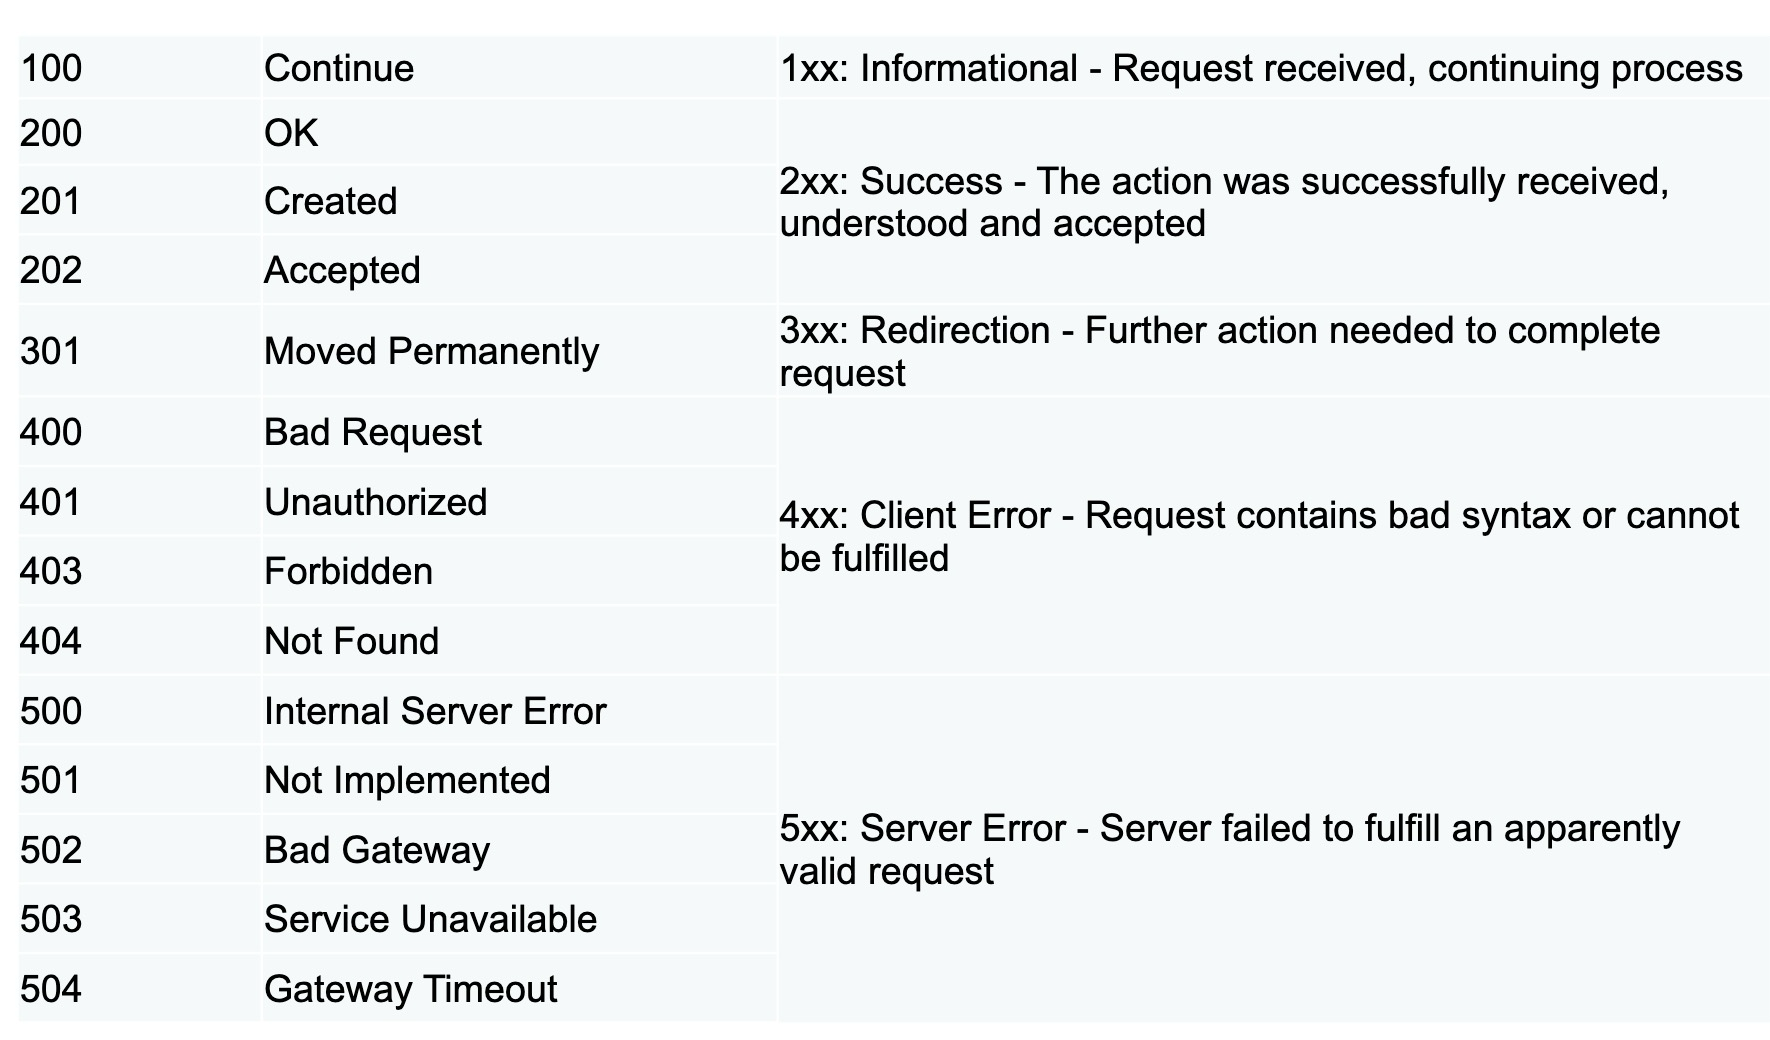 100 Continue 1xx: Informational - Request received, continuing process
200 OK
201 Created
202 Accepted
2xx: Success - The action was successfully received,
understood and accepted
301 Moved Permanently
3xx: Redirection - Further action needed to complete
request
400 Bad Request
401 Unauthorized
403 Forbidden
404 Not Found
4xx: Client Error - Request contains bad syntax or cannot
be fulfilled
500 Internal Server Error
501 Not Implemented
502 Bad Gateway
503 Service Unavailable
504 Gateway Timeout
5xx: Server Error - Server failed to fulfill an apparently
valid request